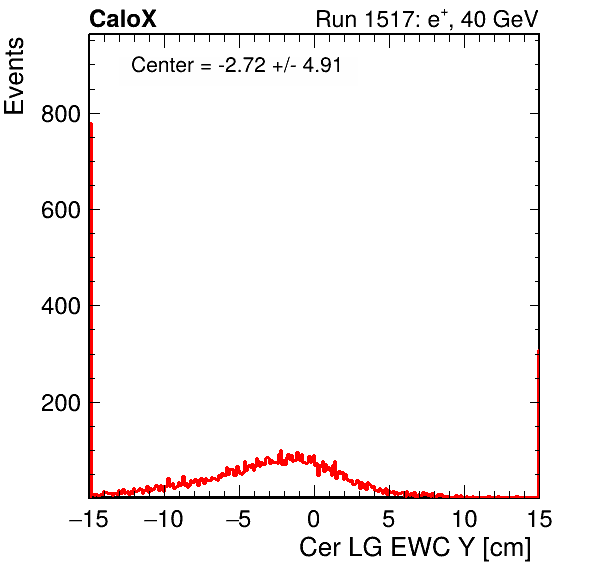 CaloX Run 1517: e⁺, 40 GeV
Center = -2.72 +/- 4.91
Events
800
600
400
200
−15 −10 −5 0 5 10 15
Cer LG EWC Y [cm]